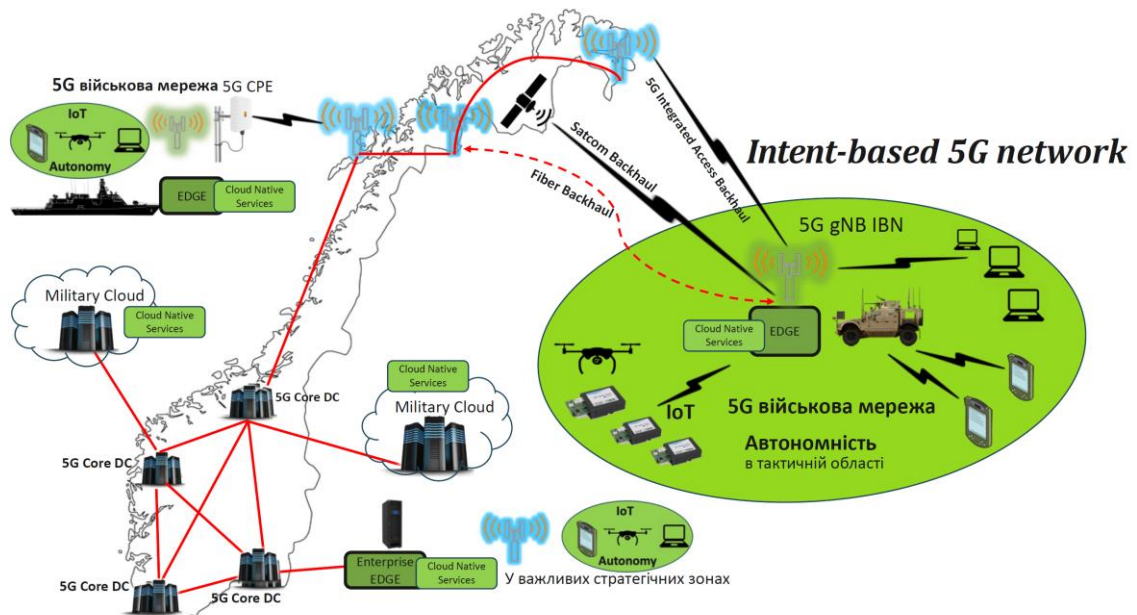 5G військова мережа 5G CPE
IoT
Autonomy
EDGE
Cloud Native
Services
Military Cloud
Cloud Native
Services
5G Core DC
Cloud Native
Services
Military Cloud
5G Core DC
5G Core DC
5G Core DC
Enterprise
EDGE
Cloud Native
Services
IoT
Autonomy
У важливих стратегічних зонах
Satcom Backhaul
Fiber Backhaul
5G Integrated Access Backhaul
Intent-based 5G network
5G gNB IBN
Cloud Native
Services
EDGE
IoT
5G військова мережа
Автономність
в тактичній області